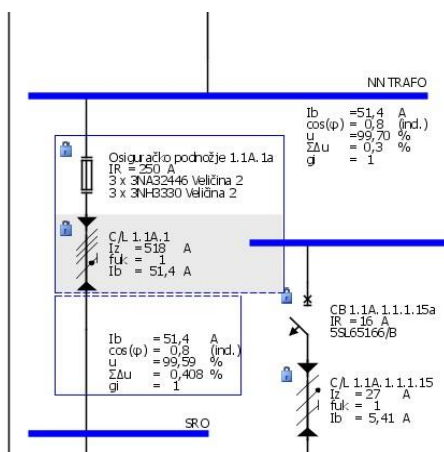 NN TRAFO
Ib =51,4 A
cos(φ) = 0,8 (ind.)
u =99,70 %
ΣΔu = 0,3 %
gi = 1
Osiguračko podnožje 1.1A.1a
IR = 250 A
3 x 3NA32446 Veličina 2
3 x 3NH3330 Veličina 2
C/L 1.1A.1
Iz = 518 A
fuk = 1
Ib = 51,4 A
CB 1.1A.1.1.1.15a
IR = 16 A
5SL65166/B
Ib = 51,4 A
cos(φ) = 0,8 (ind.)
u = 99,59 %
ΣΔu = 0,408 %
gi = 1
C/L 1.1A.1.1.1.15
Iz = 27 A
fuk = 1
Ib = 5,41 A
SRO